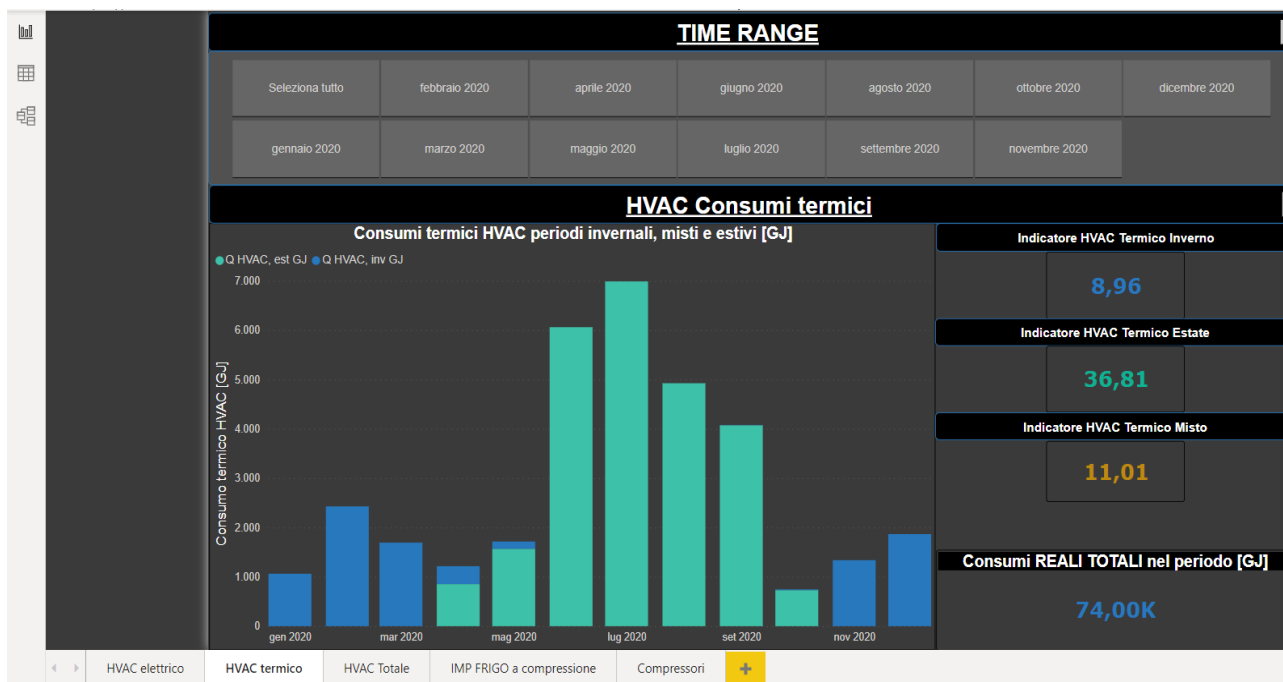 TIME RANGE
Seleziona tutto
febbraio 2020
aprile 2020
giugno 2020
agosto 2020
ottobre 2020
dicembre 2020
gennaio 2020
marzo 2020
maggio 2020
luglio 2020
settembre 2020
novembre 2020
HVAC Consumi termici
Consumi termici HVAC periodi invernali, misti e estivi [GJ]
Q HVAC, est GJ
Q HVAC, inv GJ
Consumo termico HVAC [GJ]
7.000
6.000
5.000
4.000
3.000
2.000
1.000
0
gen 2020
mar 2020
mag 2020
lug 2020
set 2020
nov 2020
Indicatore HVAC Termico Inverno
8,96
Indicatore HVAC Termico Estate
36,81
Indicatore HVAC Termico Misto
11,01
Consumi REALI TOTALI nel periodo [GJ]
74,00K
HVAC elettrico
HVAC termico
HVAC Totale
IMP FRIGO a compressione
Compressori
+